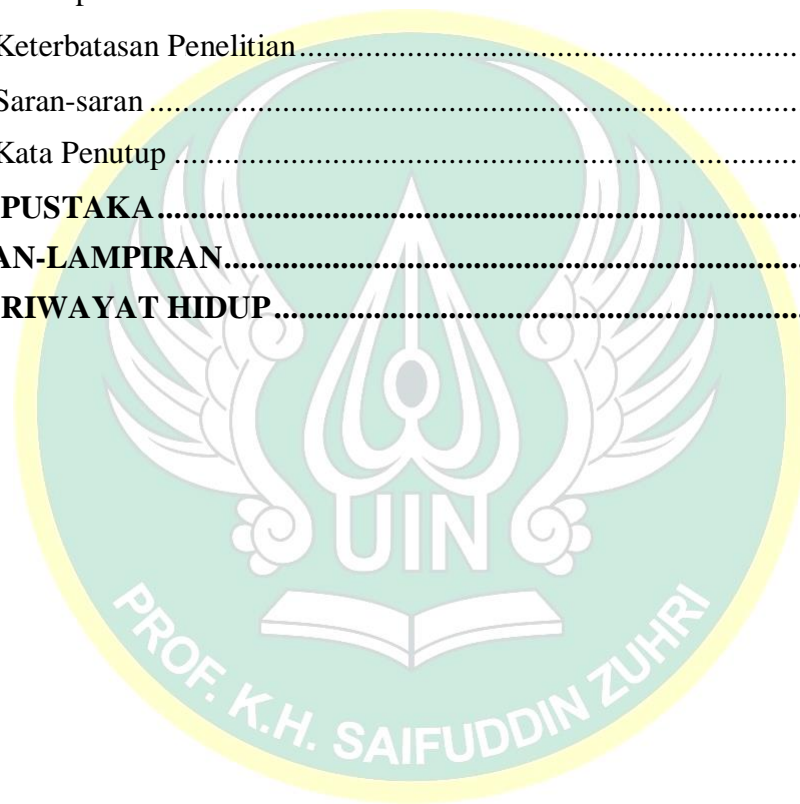 Keterbatasan Penelitian..............................................................
Saran-saran..............................................................................
Kata Penutup...........................................................................
PUSTAKA..............................................................................
AN-LAMPIRAN......................................................................
RIWAYAT HIDUP.................................................................
UIN
PROF. K.H. SAIFUDDIN ZUHRI